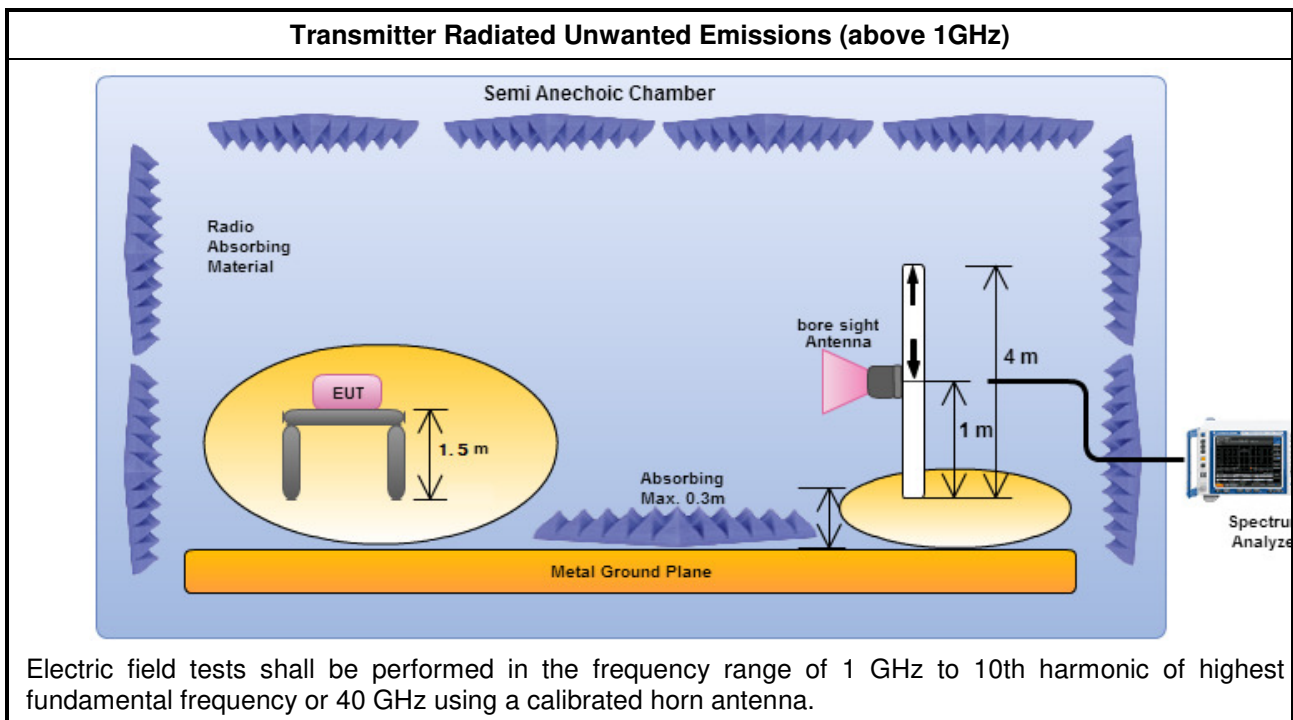 Transmitter Radiated Unwanted Emissions (above 1GHz)
Semi Anechoic Chamber
Radio
Absorbing
Material
bore sight
Antenna
4 m
EUT
1 m
1.5 m
Absorbing
Max. 0.3m
Spectru
Analyze
Metal Ground Plane
Electric field tests shall be performed in the frequency range of 1 GHz to 10th harmonic of highest
fundamental frequency or 40 GHz using a calibrated horn antenna.